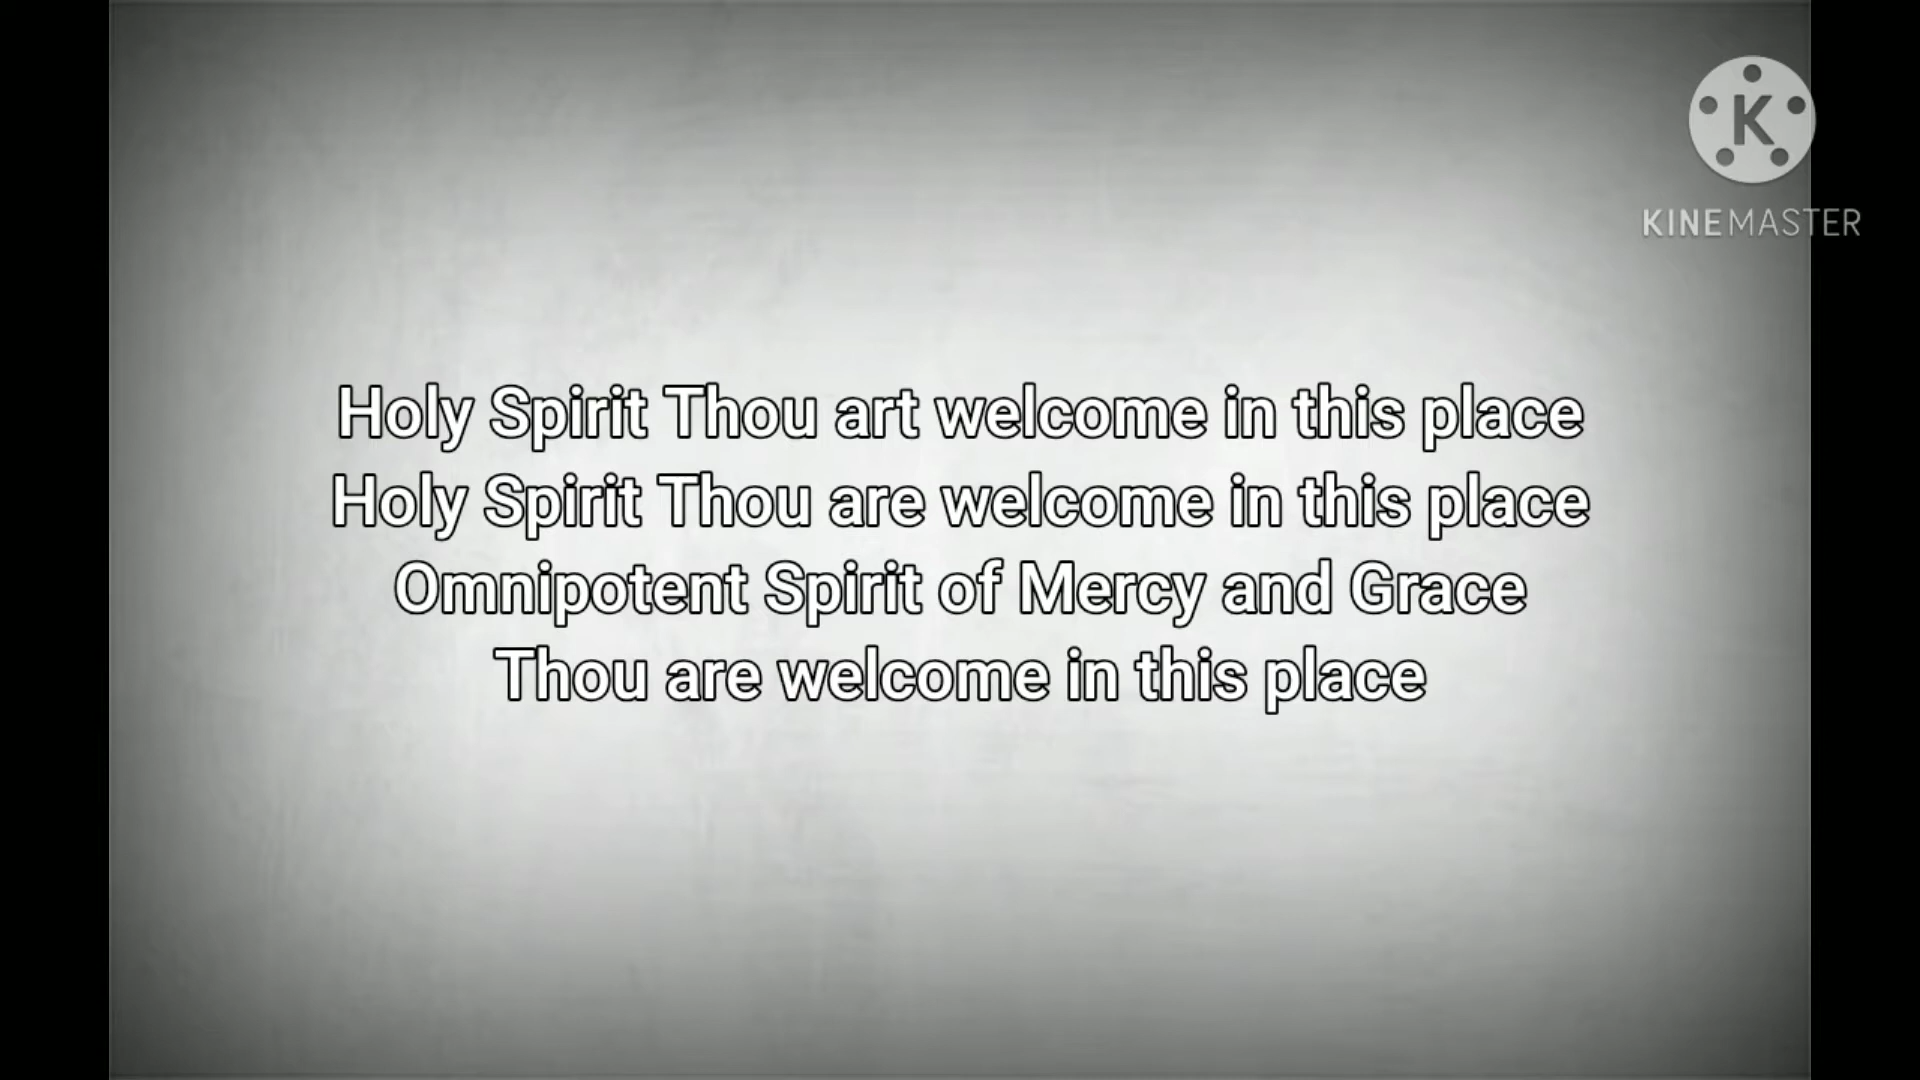 K
KINEMASTER
Holy Spirit Thou art welcome in this place
Holy Spirit Thou are welcome in this place
Omnipotent Spirit of Mercy and Grace
Thou are welcome in this place